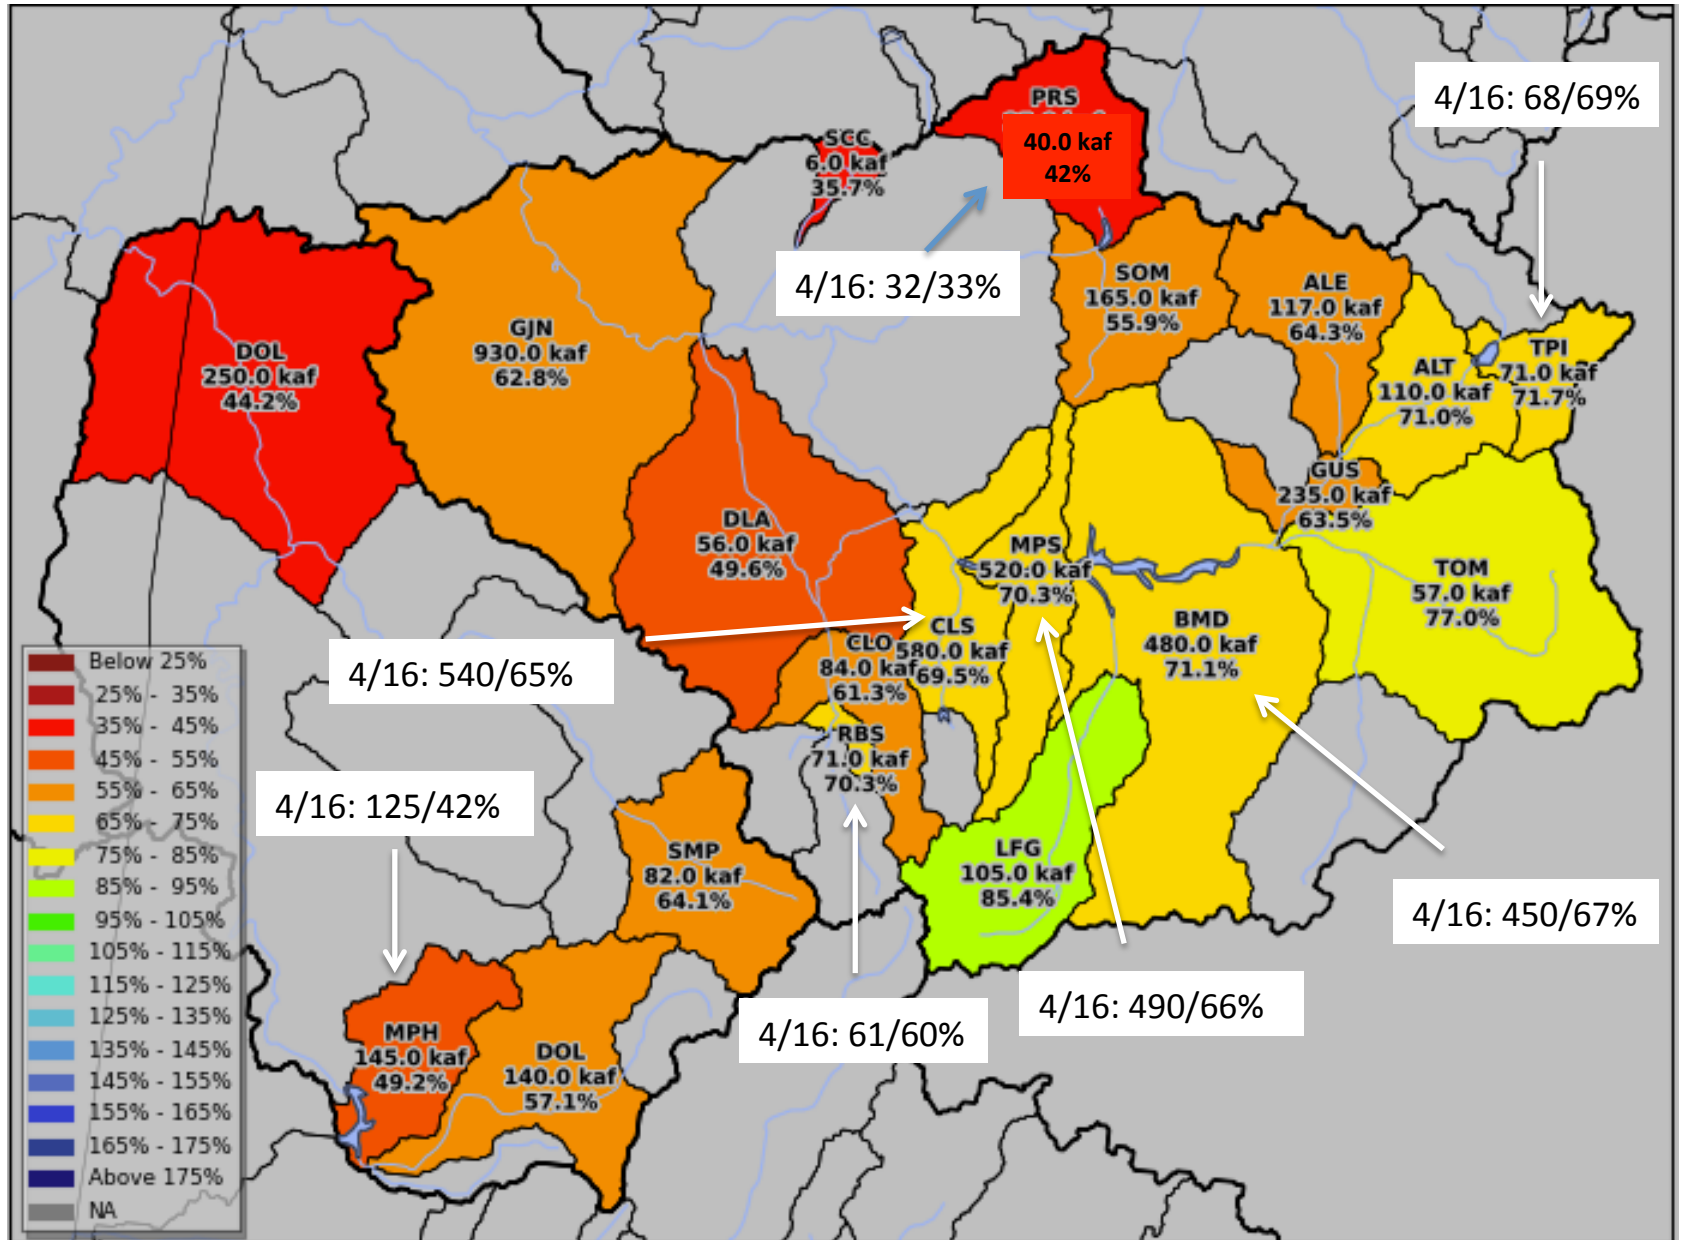 PRS
40.0 kaf
42%
4/16: 68/69%
SCC
6.0 kaf
35.7%
4/16: 32/33%
SOM
165.0 kaf
55.9%
ALE
117.0 kaf
64.3%
GJN
930.0 kaf
62.8%
DOL
250.0 kaf
44.2%
TPI
71.0 kaf
71.7%
ALT
110.0 kaf
71.0%
GUS
235.0 kaf
63.5%
DLA
56.0 kaf
49.6%
MPS
520.0 kaf
70.3%
TOM
57.0 kaf
77.0%
BMD
480.0 kaf
71.1%
CLS
580.0 kaf
69.5%
CLO
84.0 kaf
61.3%
4/16: 540/65%
RBS
71.0 kaf
70.3%
4/16: 125/42%
SMP
82.0 kaf
64.1%
LFG
105.0 kaf
85.4%
4/16: 450/67%
4/16: 490/66%
4/16: 61/60%
MPH
145.0 kaf
49.2%
DOL
140.0 kaf
57.1%
Below 25%
25% - 35%
35% - 45%
45% - 55%
55% - 65%
65% - 75%
75% - 85%
85% - 95%
95% - 105%
105% - 115%
115% - 125%
125% - 135%
135% - 145%
145% - 155%
155% - 165%
165% - 175%
Above 175%
NA